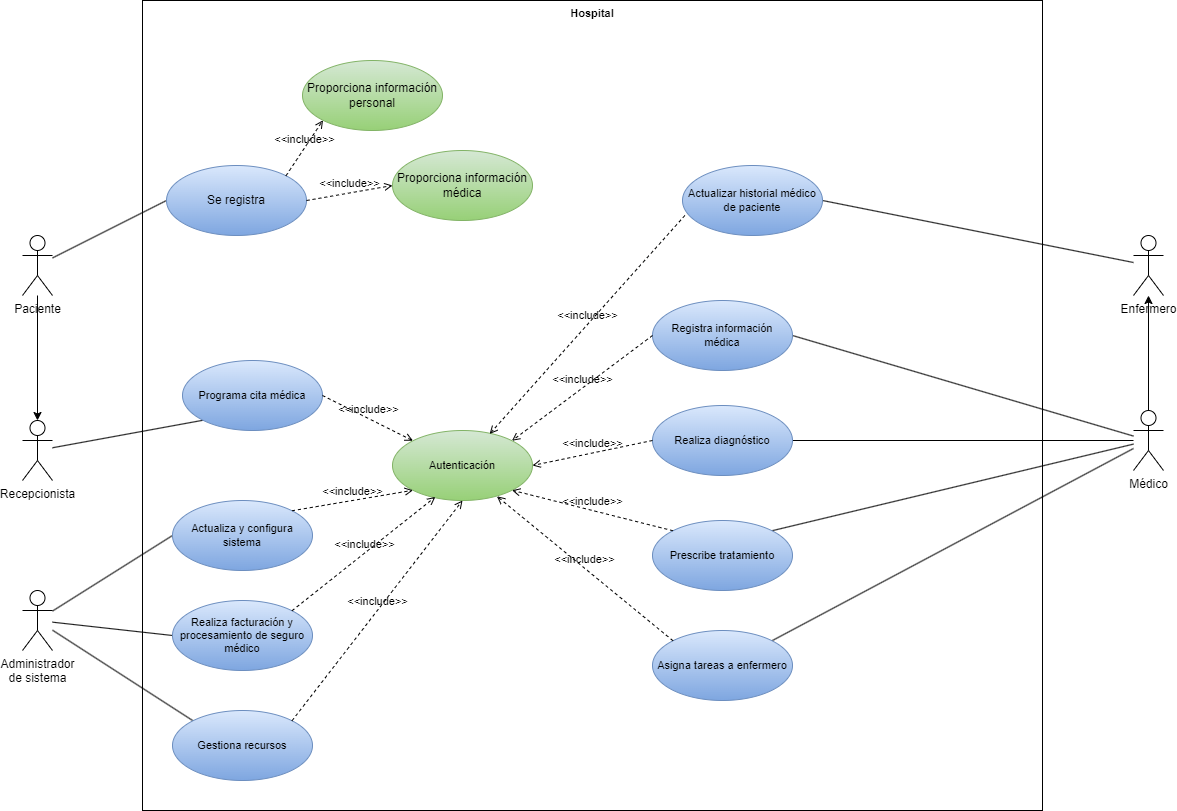 Hospital
Proporciona información
personal
<<include>>
Proporciona información
médica
<<include>>
Se registra
Actualizar historial médico
de paciente
Paciente
Enfermero
<<include>>
Registra información
médica
<<include>>
Programa cita médica
<<include>>
Realiza diagnóstico
<<include>>
Autenticación
Recepcionista
Médico
<<include>>
<<include>>
Actualiza y configura
sistema
<<include>>
Prescribe tratamiento
<<include>>
Realiza facturación y
procesamiento de seguro
médico
<<include>>
Administrador
de sistema
Asigna tareas a enfermero
Gestiona recursos